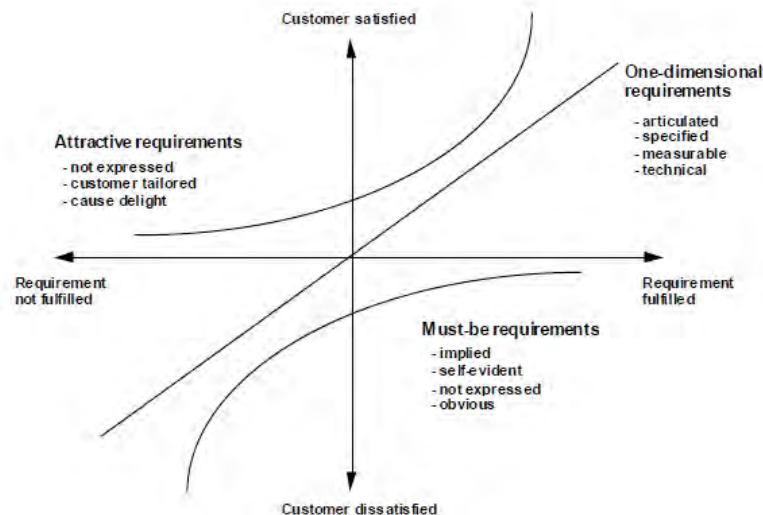 Customer satisfied
One-dimensional
requirements
- articulated
- specified
- measurable
- technical
Attractive requirements
- not expressed
- customer tailored
- cause delight
Requirement
not fulfilled
Requirement
fulfilled
Must-be requirements
- implied
- self-evident
- not expressed
- obvious
Customer dissatisfied